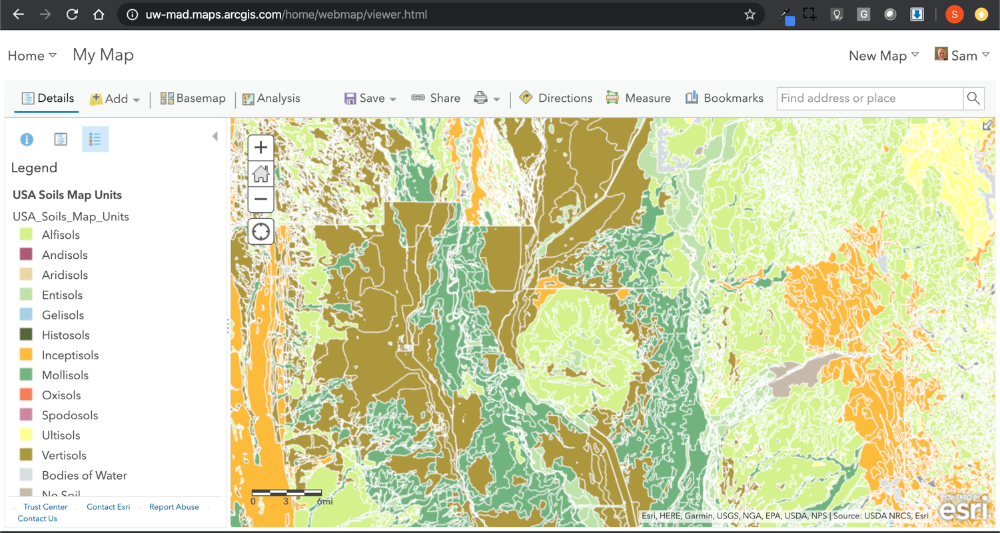 uw-mad.maps.arcgis.com/home/webmap/viewer.html
G
S
Home My Map New Map Sam
Details Add Basemap Analysis Save Share Directions Measure Bookmarks Find address or place
Legend
USA Soils Map Units
USA_Soils_Map_Units
Alfisols
Andisols
Aridisols
Entisols
Gelisols
Histosols
Inceptisols
Mollisols
Oxisols
Spodosols
Ultisols
Vertisols
Bodies of Water
No Soil
Trust Center Contact Esri Report Abuse
Contact Us
0 3 6mi
Esri, HERE, Garmin, USGS, NGA, EPA, USDA, NPS | Source: USDA NRCS, Esri
POWERED BY
esri